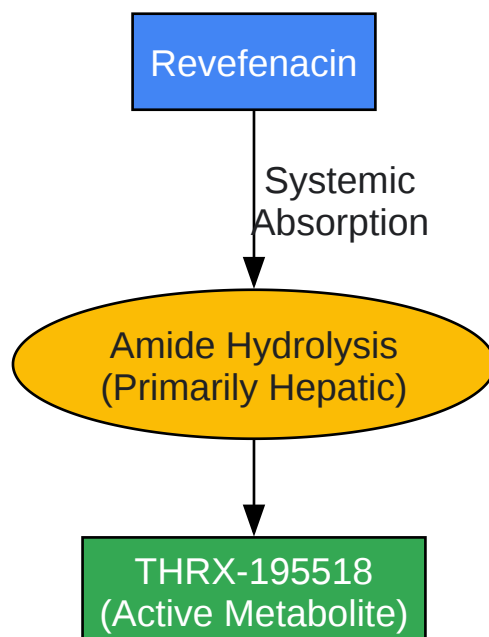 Revefenacin
Systemic
Absorption
Amide Hydrolysis
(Primarily Hepatic)
THRX-195518
(Active Metabolite)